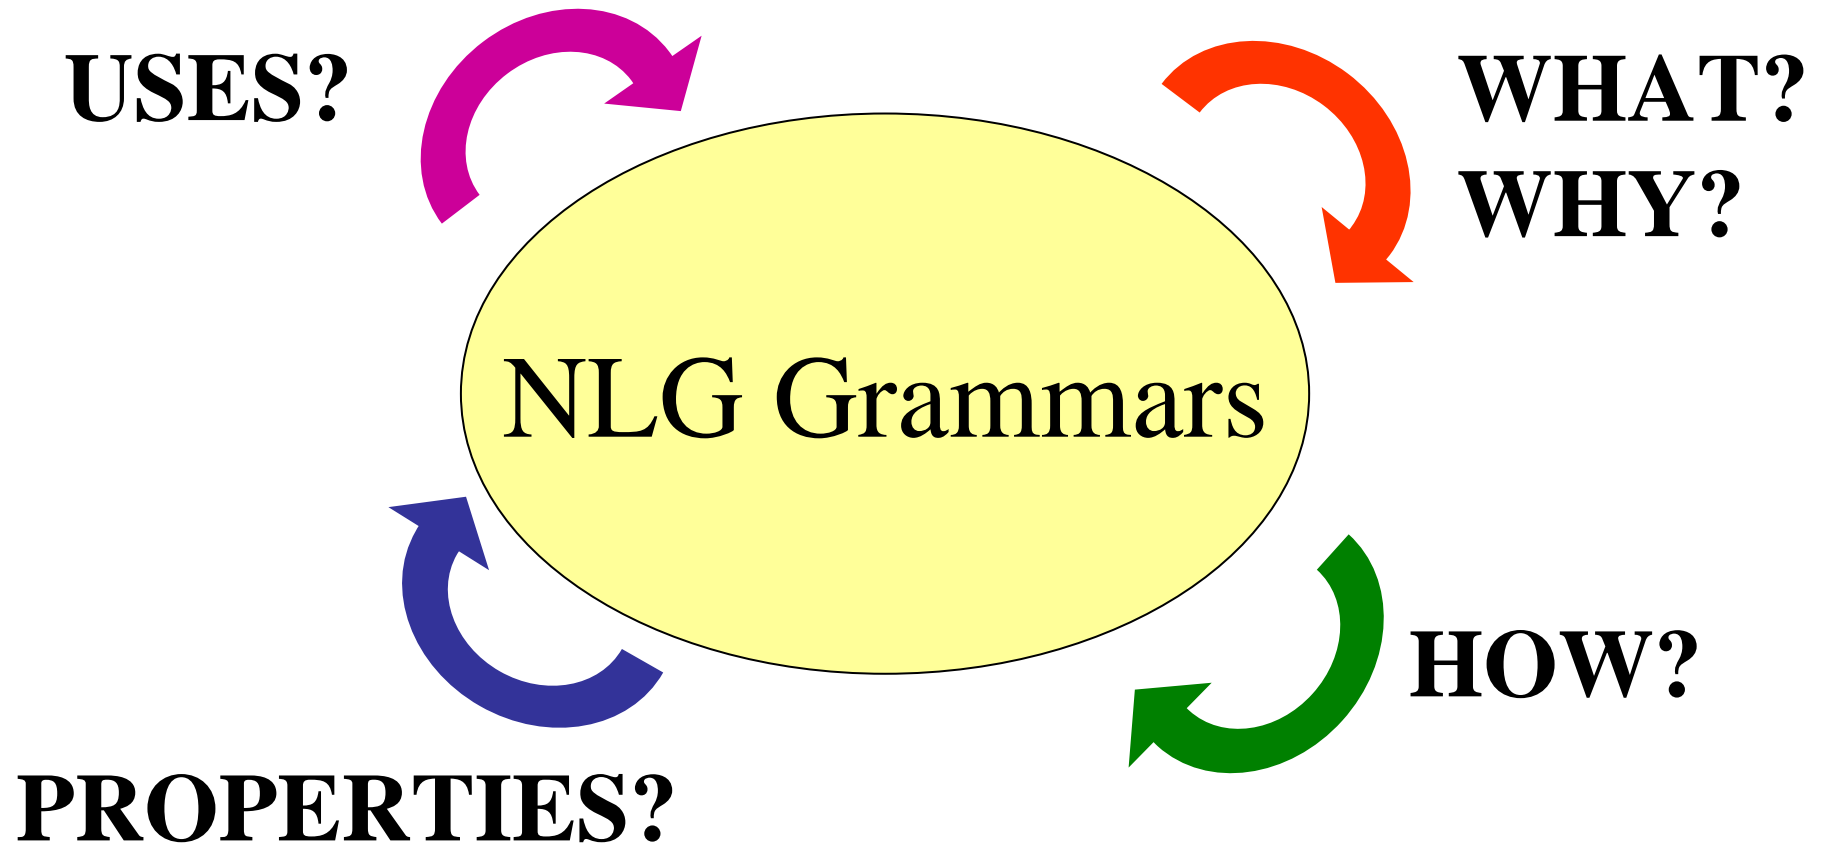 USES?
WHAT?
WHY?
NLG Grammars
HOW?
PROPERTIES?